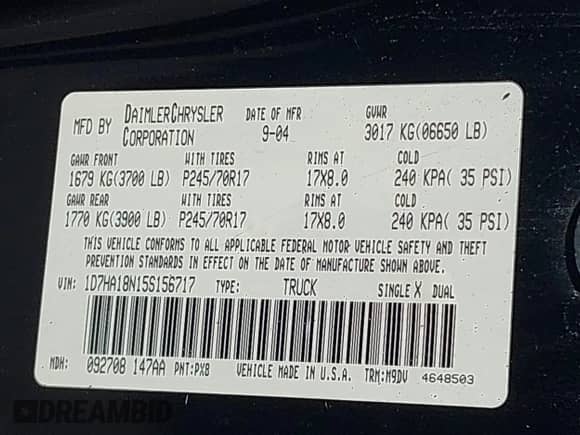 MFD BY DAIMLERCHRYSLER CORPORATION DATE OF MFR 9-04 GVWR 3017 KG(06650 LB)
GAWR FRONT WITH TIRES RIMS AT COLD
1679 KG(3700 LB) P245/70R17 17X8.0 240 KPA( 35 PSI)
GAWR REAR WITH TIRES RIMS AT COLD
1770 KG(3900 LB) P245/70R17 17X8.0 240 KPA( 35 PSI)
THIS VEHICLE CONFORMS TO ALL APPLICABLE FEDERAL MOTOR VEHICLE SAFETY AND THEFT
PREVENTION STANDARDS IN EFFECT ON THE DATE OF MANUFACTURE SHOWN ABOVE.
VIN: 1D7HA18N15S156717 TYPE: TRUCK SINGLE X DUAL
MDH: 092708 147AA PNT:PX8 VEHICLE MADE IN U.S.A. TRM:M9DV 4648503
DREAMBID